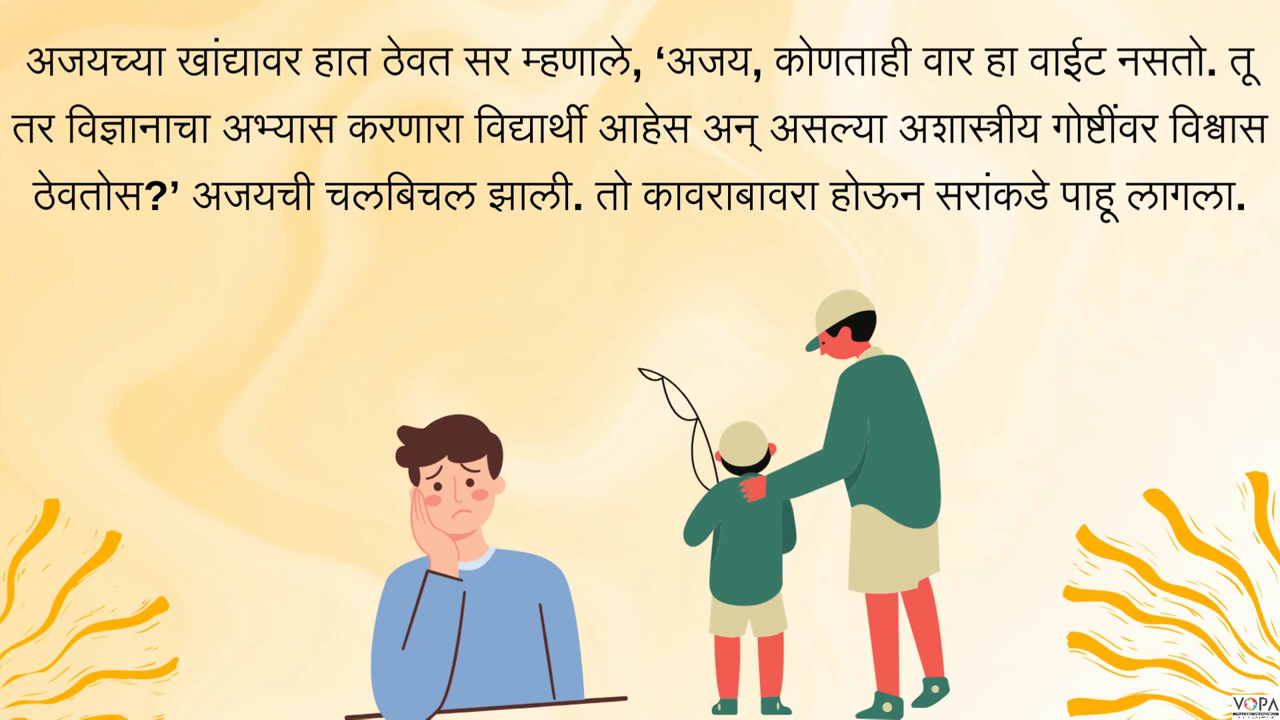 अजयच्या खांद्यावर हात ठेवत सर म्हणाले, ‘अजय, कोणताही वार हा वाईट नसतो. तू
तर विज्ञानाचा अभ्यास करणारा विद्यार्थी आहेस अन् असल्या अशास्त्रीय गोष्टींवर विश्वास
ठेवतोस?’ अजयची चलबिचल झाली. तो कावराबावरा होऊन सरांकडे पाहू लागला.
VOPA